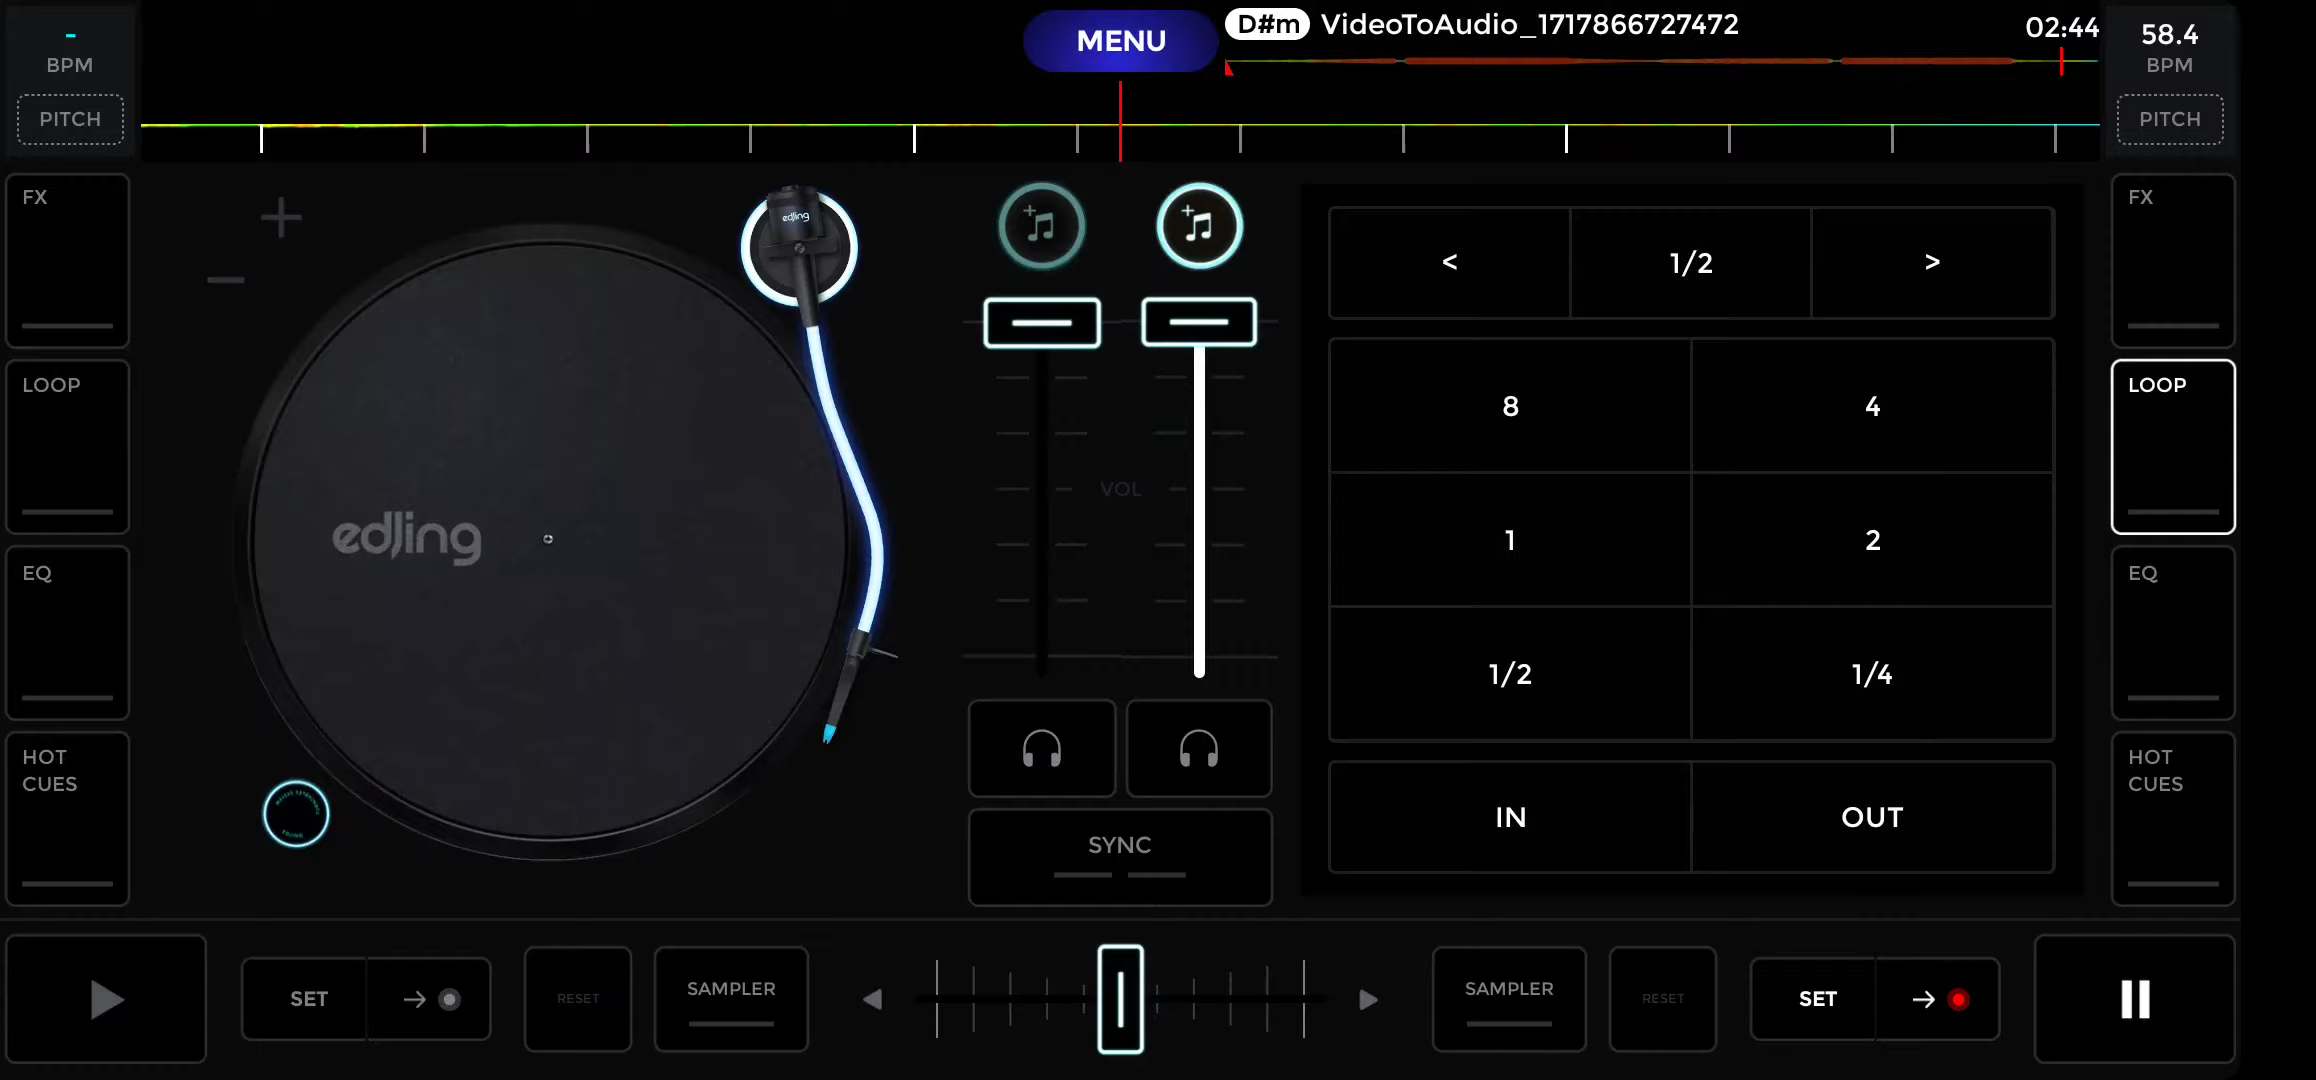 -
BPM
PITCH
MENU
D#m VideoToAudio_1717866727472
02:44
58.4
BPM
PITCH
FX
LOOP
EQ
HOT
CUES
edjing
edjing
VOL
SYNC
< 1/2 >
8 4
1 2
1/2 1/4
IN OUT
FX
LOOP
EQ
HOT
CUES
SET
RESET
SAMPLER
SAMPLER
RESET
SET